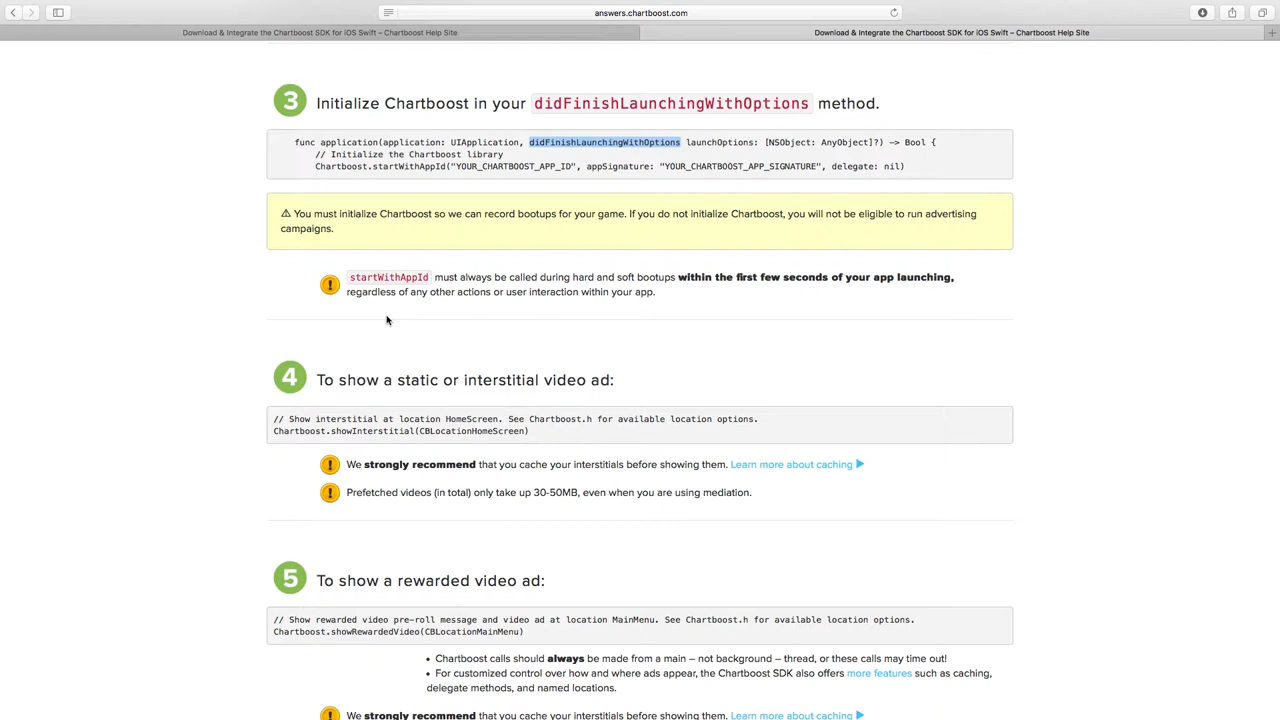 answers.chartboost.com
Download & Integrate the Chartboost SDK for iOS Swift – Chartboost Help Site
Download & Integrate the Chartboost SDK for iOS Swift – Chartboost Help Site
3 Initialize Chartboost in your didFinishLaunchingWithOptions method.
func application(application: UIApplication, didFinishLaunchingWithOptions launchOptions: [NSObject: AnyObject]?) –> Bool {
// Initialize the Chartboost library
Chartboost.startWithAppId("YOUR_CHARTBOOST_APP_ID", appSignature: "YOUR_CHARTBOOST_APP_SIGNATURE", delegate: nil)
⚠ You must initialize Chartboost so we can record bootups for your game. If you do not initialize Chartboost, you will not be eligible to run advertising
campaigns.
! startWithAppId must always be called during hard and soft bootups within the first few seconds of your app launching,
regardless of any other actions or user interaction within your app.
4 To show a static or interstitial video ad:
// Show interstitial at location HomeScreen. See Chartboost.h for available location options.
Chartboost.showInterstitial(CBLocationHomeScreen)
! We strongly recommend that you cache your interstitials before showing them. Learn more about caching ▶
! Prefetched videos (in total) only take up 30-50MB, even when you are using mediation.
5 To show a rewarded video ad:
// Show rewarded video pre-roll message and video ad at location MainMenu. See Chartboost.h for available location options.
Chartboost.showRewardedVideo(CBLocationMainMenu)
• Chartboost calls should always be made from a main – not background – thread, or these calls may time out!
• For customized control over how and where ads appear, the Chartboost SDK also offers more features such as caching,
delegate methods, and named locations.
! We strongly recommend that you cache your interstitials before showing them. Learn more about caching ▶